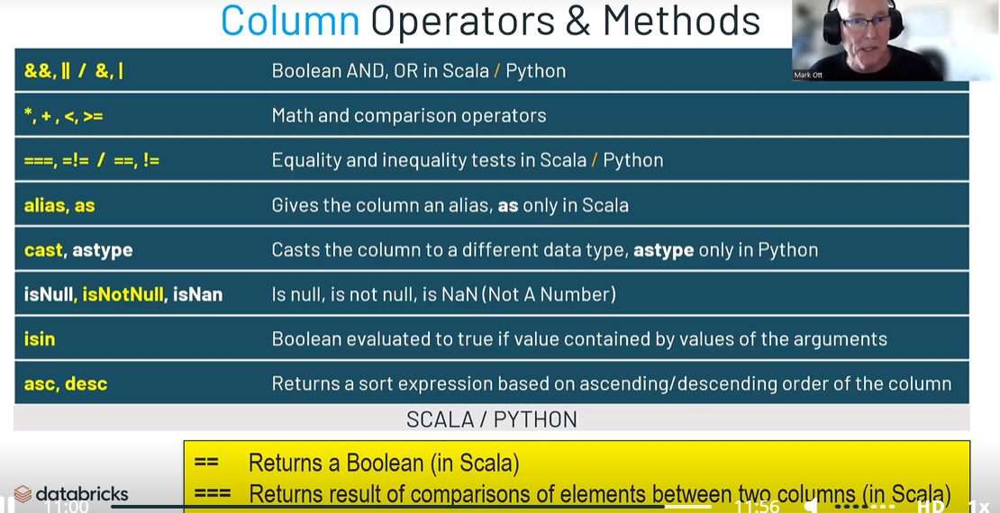 Column Operators & Methods
Mark Ott
&&, || / &, | Boolean AND, OR in Scala / Python
*, + , <, >= Math and comparison operators
===, =!= / ==, != Equality and inequality tests in Scala / Python
alias, as Gives the column an alias, as only in Scala
cast, astype Casts the column to a different data type, astype only in Python
isNull, isNotNull, isNan Is null, is not null, is NaN (Not A Number)
isin Boolean evaluated to true if value contained by values of the arguments
asc, desc Returns a sort expression based on ascending/descending order of the column
SCALA / PYTHON
== Returns a Boolean (in Scala)
=== Returns result of comparisons of elements between two columns (in Scala)
databricks
11:00 11:56 HD 1x